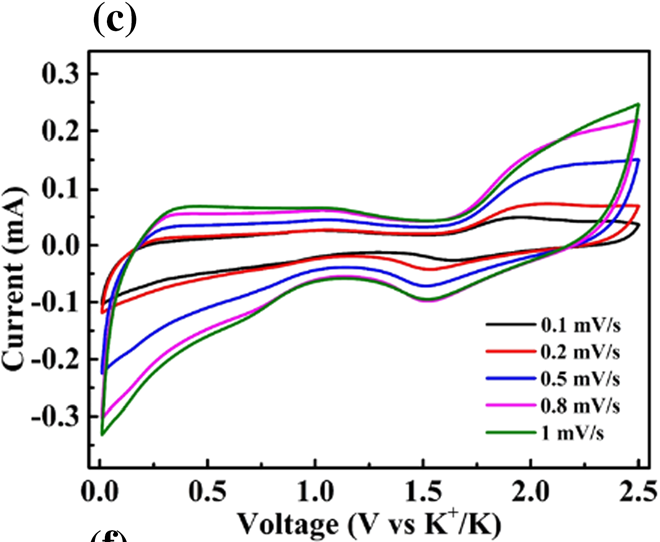 (c)
0.3
0.2
0.1
0.0
-0.1
-0.2
-0.3
Current (mA)
0.1 mV/s
0.2 mV/s
0.5 mV/s
0.8 mV/s
1 mV/s
0.0 0.5 1.0 1.5 2.0 2.5
Voltage (V vs K⁺/K)
(f)